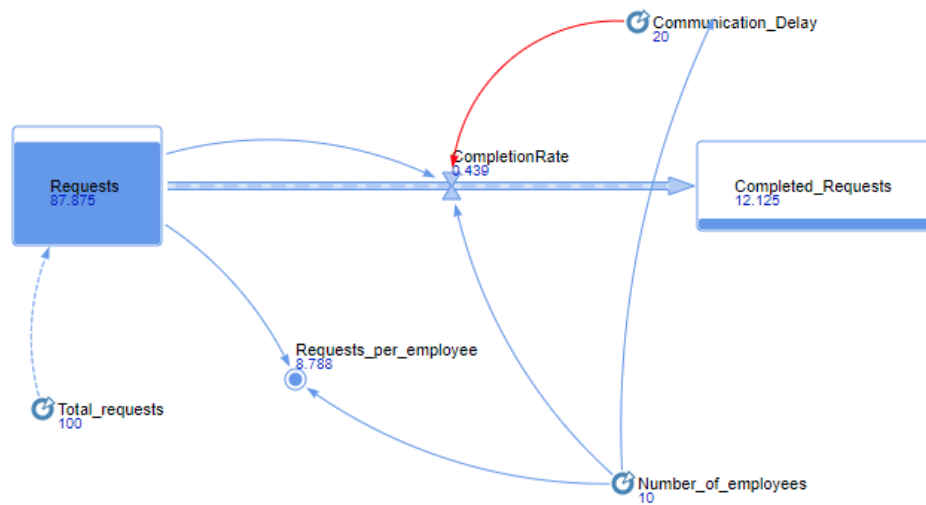 Communication_Delay
20
CompletionRate
0.439
Requests
87.875
Completed_Requests
12.125
Requests_per_employee
8.788
Total_requests
100
Number_of_employees
10